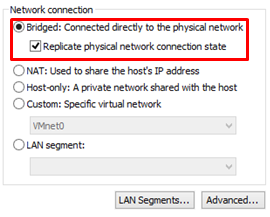 Network connection
Bridged: Connected directly to the physical network
Replicate physical network connection state
NAT: Used to share the host's IP address
Host-only: A private network shared with the host
Custom: Specific virtual network
VMnet0
LAN segment:
LAN Segments... Advanced...